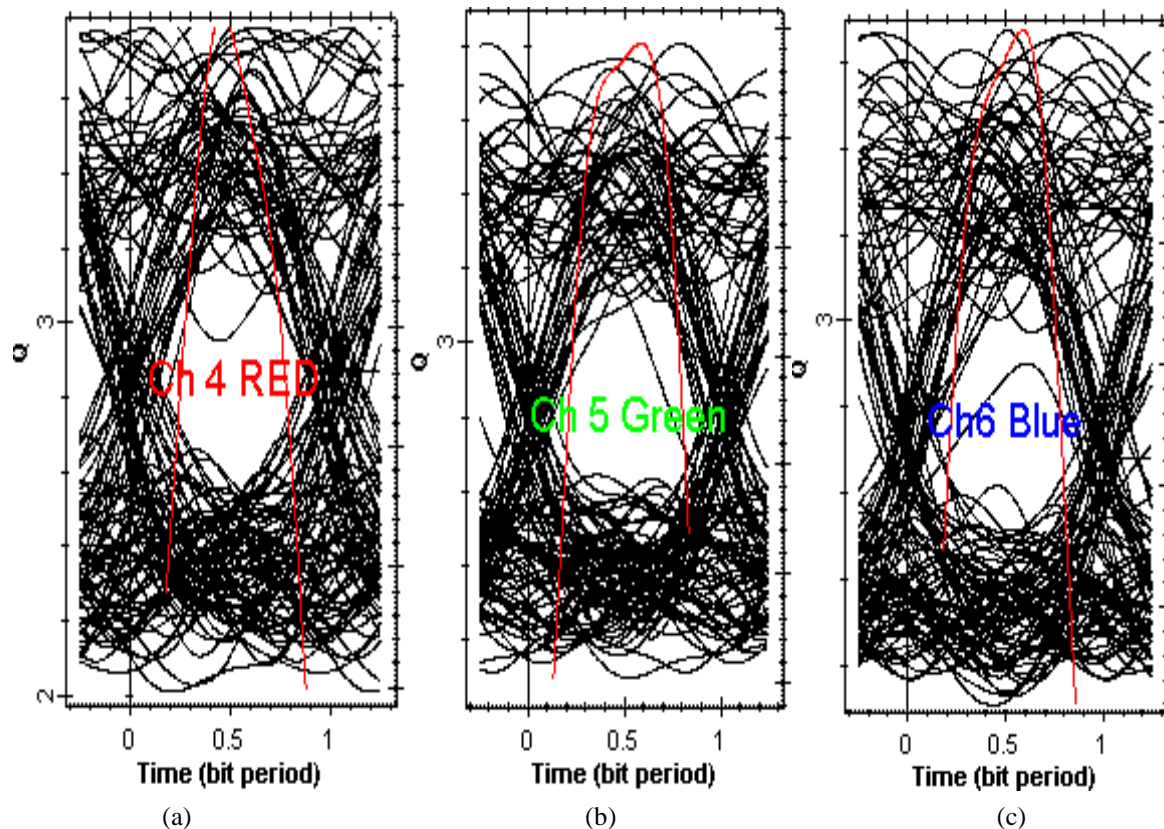 Q
3
2
Ch 4 RED
0 0.5 1
Time (bit period)
(a)
Q
3
Ch 5 Green
0 0.5 1
Time (bit period)
(b)
Q
3
Ch6 Blue
0 0.5 1
Time (bit period)
(c)